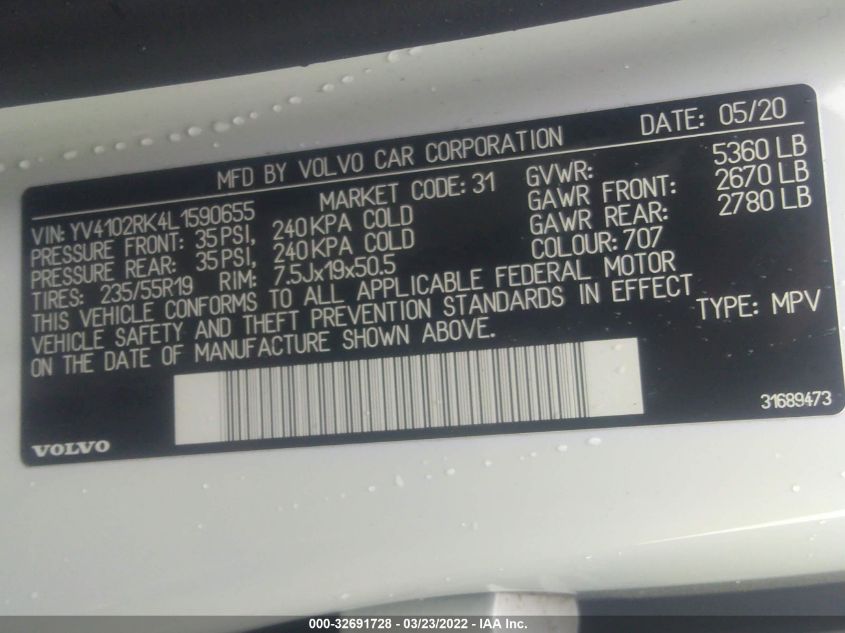 DATE: 05/20
MFD BY VOLVO CAR CORPORATION
VIN: YV4102RK4L1590655 MARKET CODE: 31 GVWR: 5360 LB
PRESSURE FRONT: 35 PSI, 240 KPA COLD GAWR FRONT: 2670 LB
PRESSURE REAR: 35 PSI, 240 KPA COLD GAWR REAR: 2780 LB
TIRES: 235/55R19 RIM: 7.5Jx19x50.5 COLOUR: 707
THIS VEHICLE CONFORMS TO ALL APPLICABLE FEDERAL MOTOR
VEHICLE SAFETY AND THEFT PREVENTION STANDARDS IN EFFECT
ON THE DATE OF MANUFACTURE SHOWN ABOVE.
TYPE: MPV
31689473
VOLVO
000-32691728 - 03/23/2022 - IAA Inc.